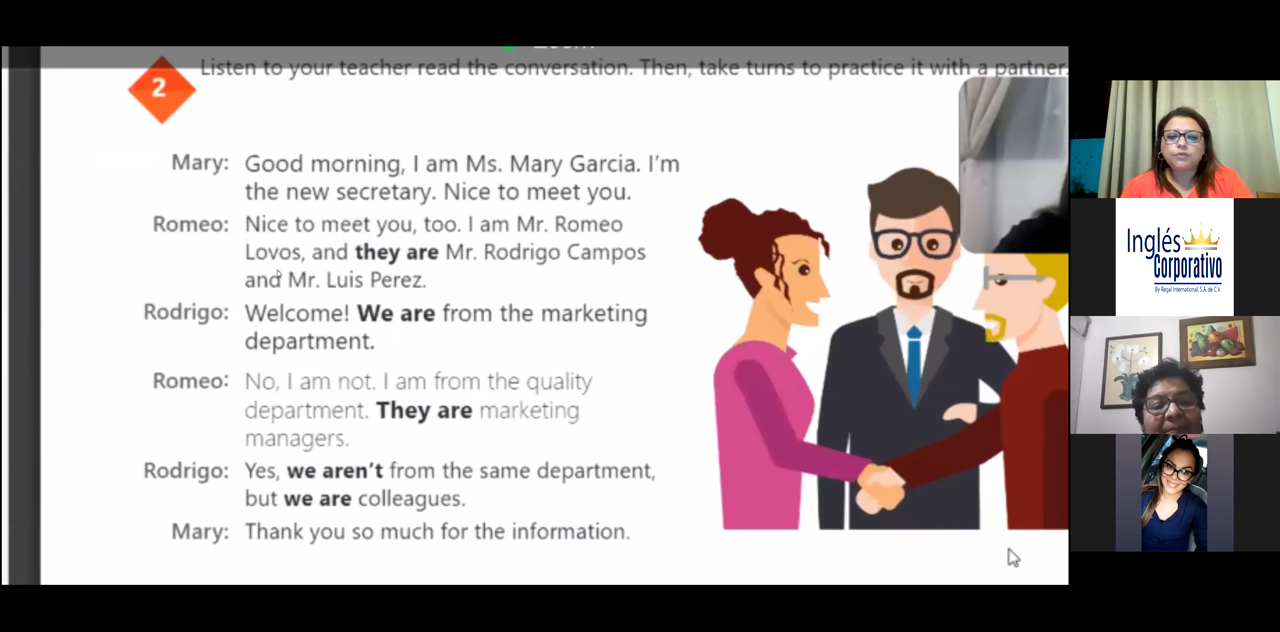 Listen to your teacher read the conversation. Then, take turns to practice it with a partner.
2
Mary: Good morning, I am Ms. Mary Garcia. I'm
the new secretary. Nice to meet you.
Romeo: Nice to meet you, too. I am Mr. Romeo
Lovos, and they are Mr. Rodrigo Campos
and Mr. Luis Perez.
Rodrigo: Welcome! We are from the marketing
department.
Romeo: No, I am not. I am from the quality
department. They are marketing
managers.
Rodrigo: Yes, we aren't from the same department,
but we are colleagues.
Mary: Thank you so much for the information.
Inglés
Corporativo
By Regal International, S.A. de C.V.